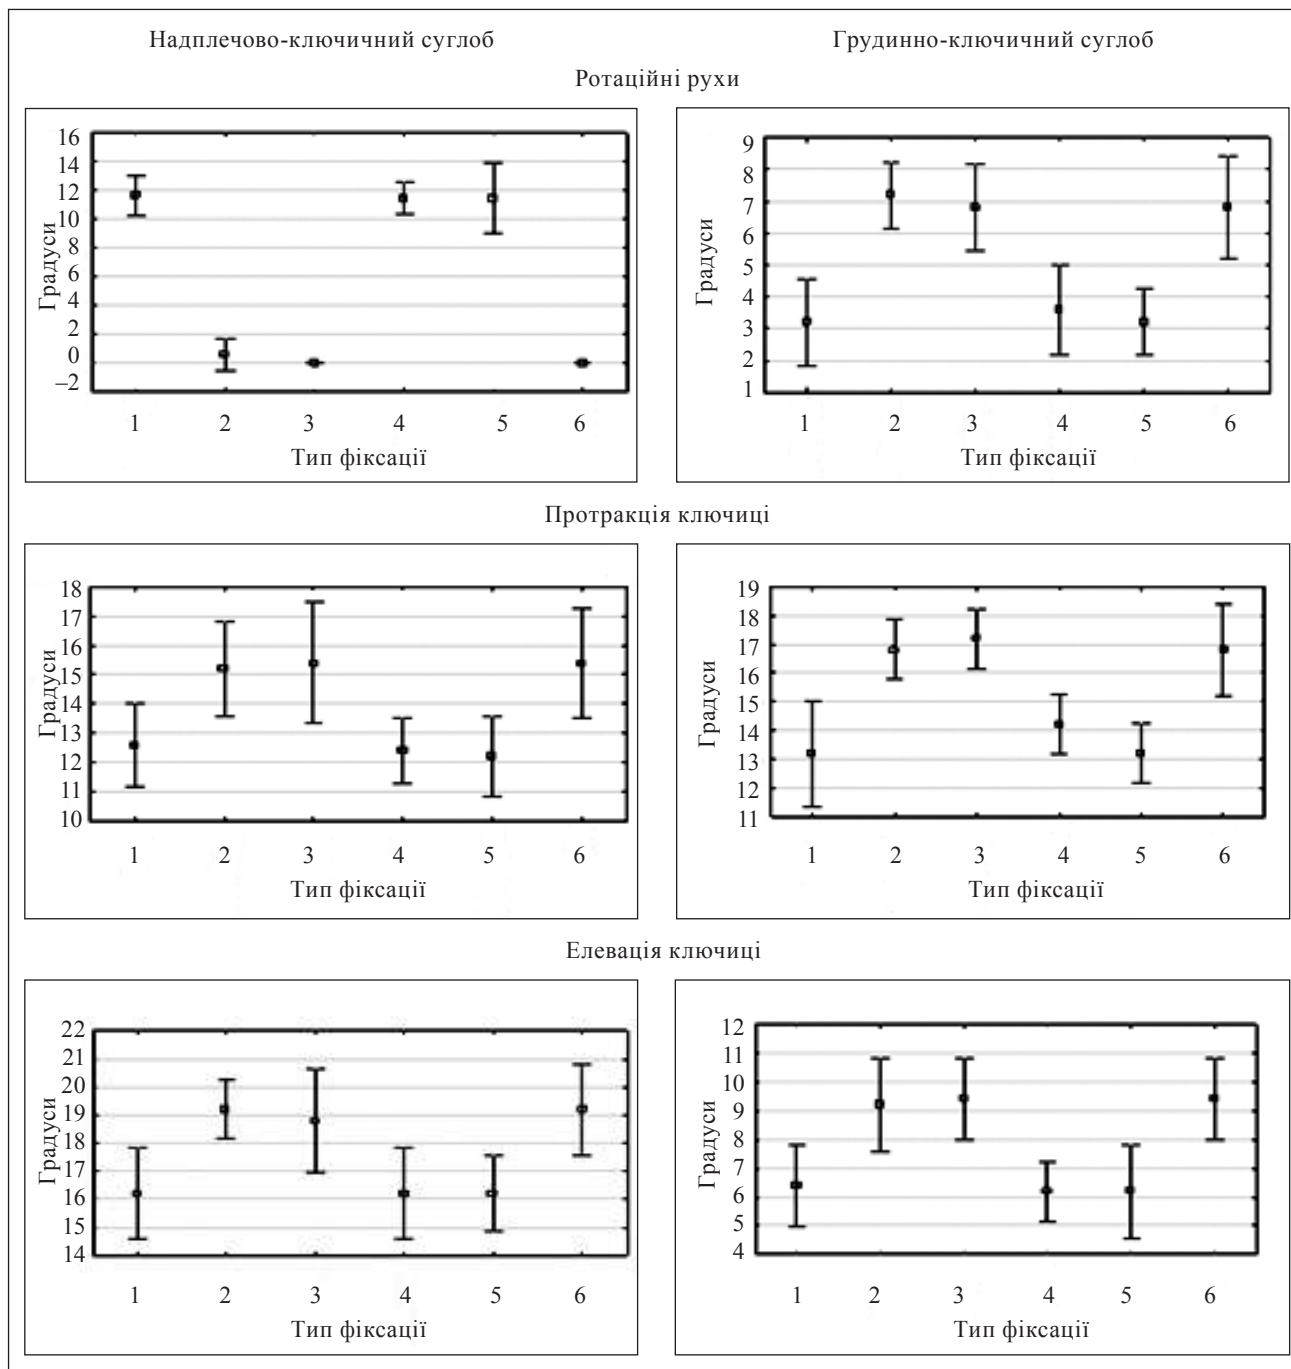 Надплечово-ключичний суглоб
Грудинно-ключичний суглоб
Ротаційні рухи
Градуси
16
14
12
10
8
6
4
2
0
–2
1 2 3 4 5 6
Тип фіксації
Градуси
9
8
7
6
5
4
3
2
1
1 2 3 4 5 6
Тип фіксації
Протракція ключиці
Градуси
18
17
16
15
14
13
12
11
10
1 2 3 4 5 6
Тип фіксації
Градуси
19
18
17
16
15
14
13
12
11
1 2 3 4 5 6
Тип фіксації
Елевація ключиці
Градуси
22
21
20
19
18
17
16
15
14
1 2 3 4 5 6
Тип фіксації
Градуси
12
11
10
9
8
7
6
5
4
1 2 3 4 5 6
Тип фіксації